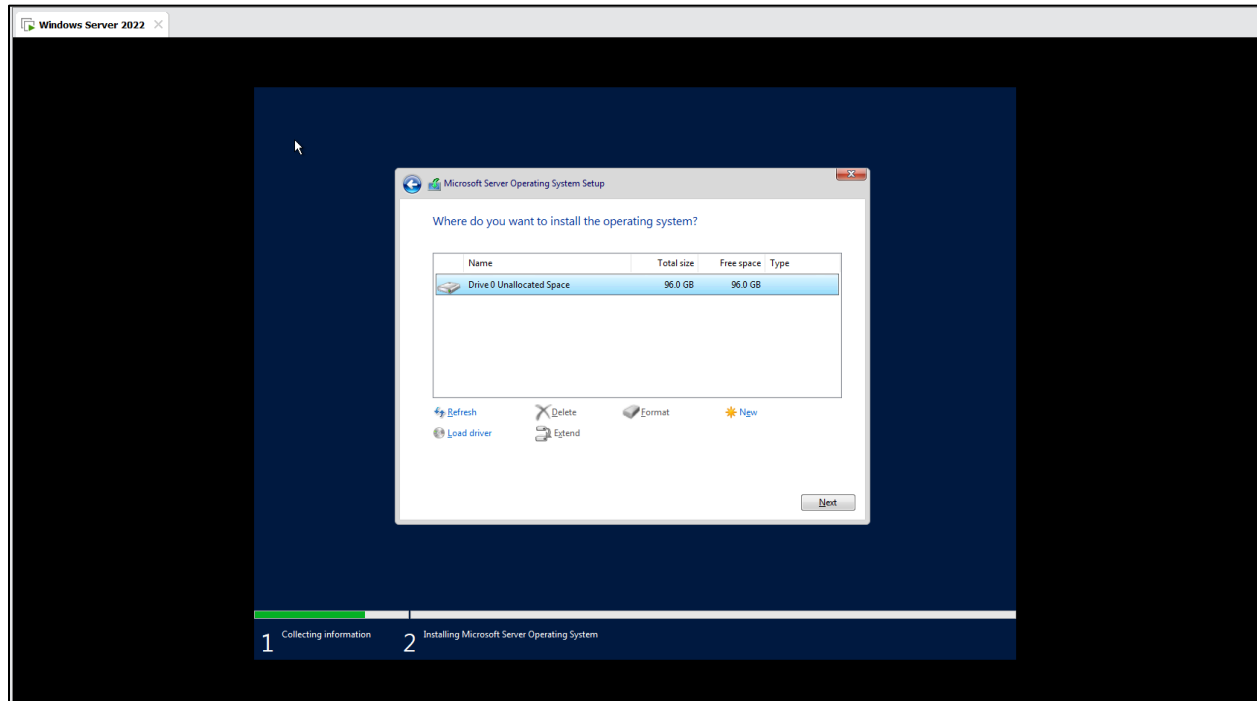 Windows Server 2022
Microsoft Server Operating System Setup
Where do you want to install the operating system?
Name Total size Free space Type
Drive 0 Unallocated Space 96.0 GB 96.0 GB
Refresh Delete Format New
Load driver Extend
Next
1 Collecting information 2 Installing Microsoft Server Operating System